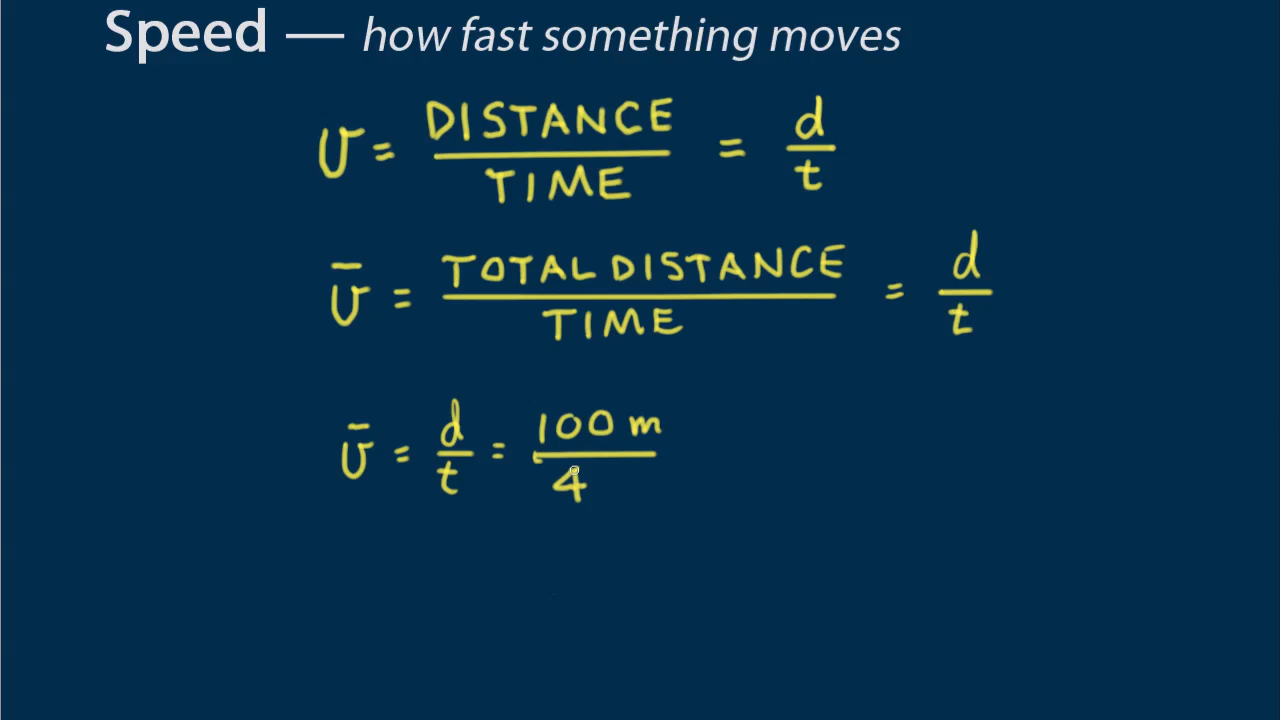 Speed — how fast something moves
v = DISTANCE / TIME = d / t
v̄ = TOTAL DISTANCE / TIME = d / t
v̄ = d / t = 100 m / 4